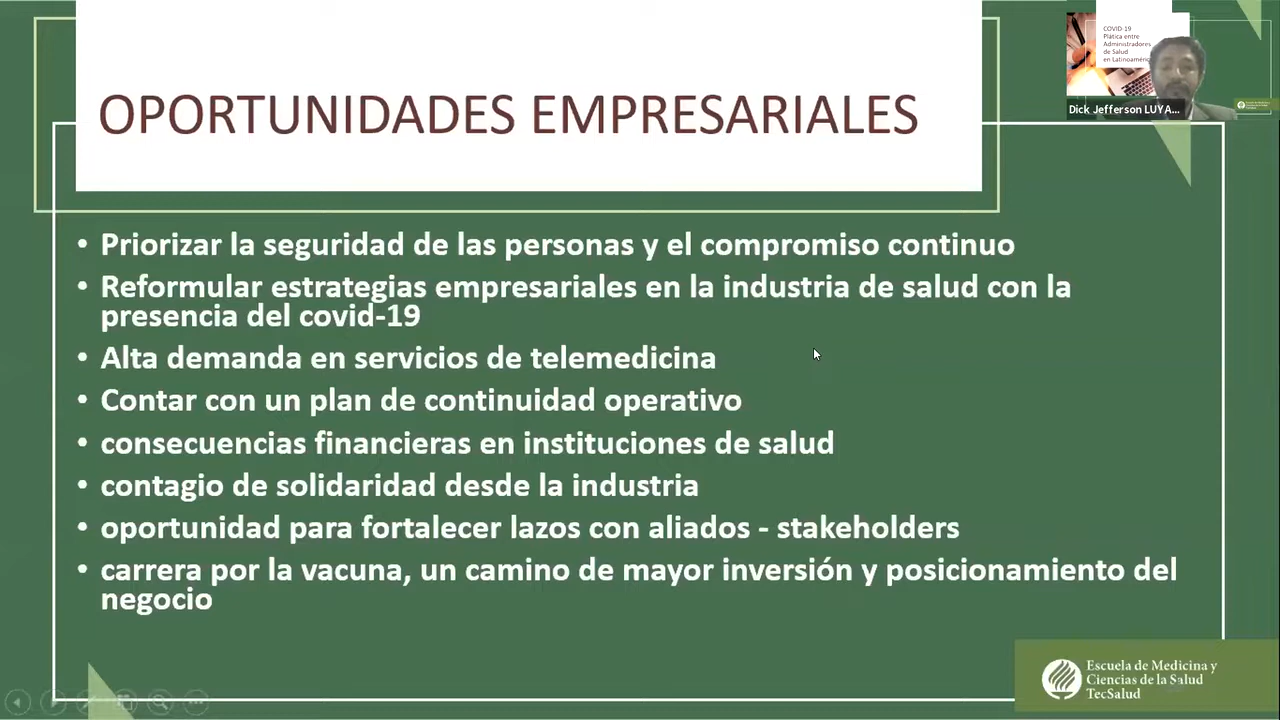 OPORTUNIDADES EMPRESARIALES
COVID-19
Plática entre
Administradores
de Salud
en Latinoaméric
Dick Jefferson LUYA...
• Priorizar la seguridad de las personas y el compromiso continuo
• Reformular estrategias empresariales en la industria de salud con la
presencia del covid-19
• Alta demanda en servicios de telemedicina
• Contar con un plan de continuidad operativo
• consecuencias financieras en instituciones de salud
• contagio de solidaridad desde la industria
• oportunidad para fortalecer lazos con aliados - stakeholders
• carrera por la vacuna, un camino de mayor inversión y posicionamiento del
negocio
Escuela de Medicina y
Ciencias de la Salud
TecSalud